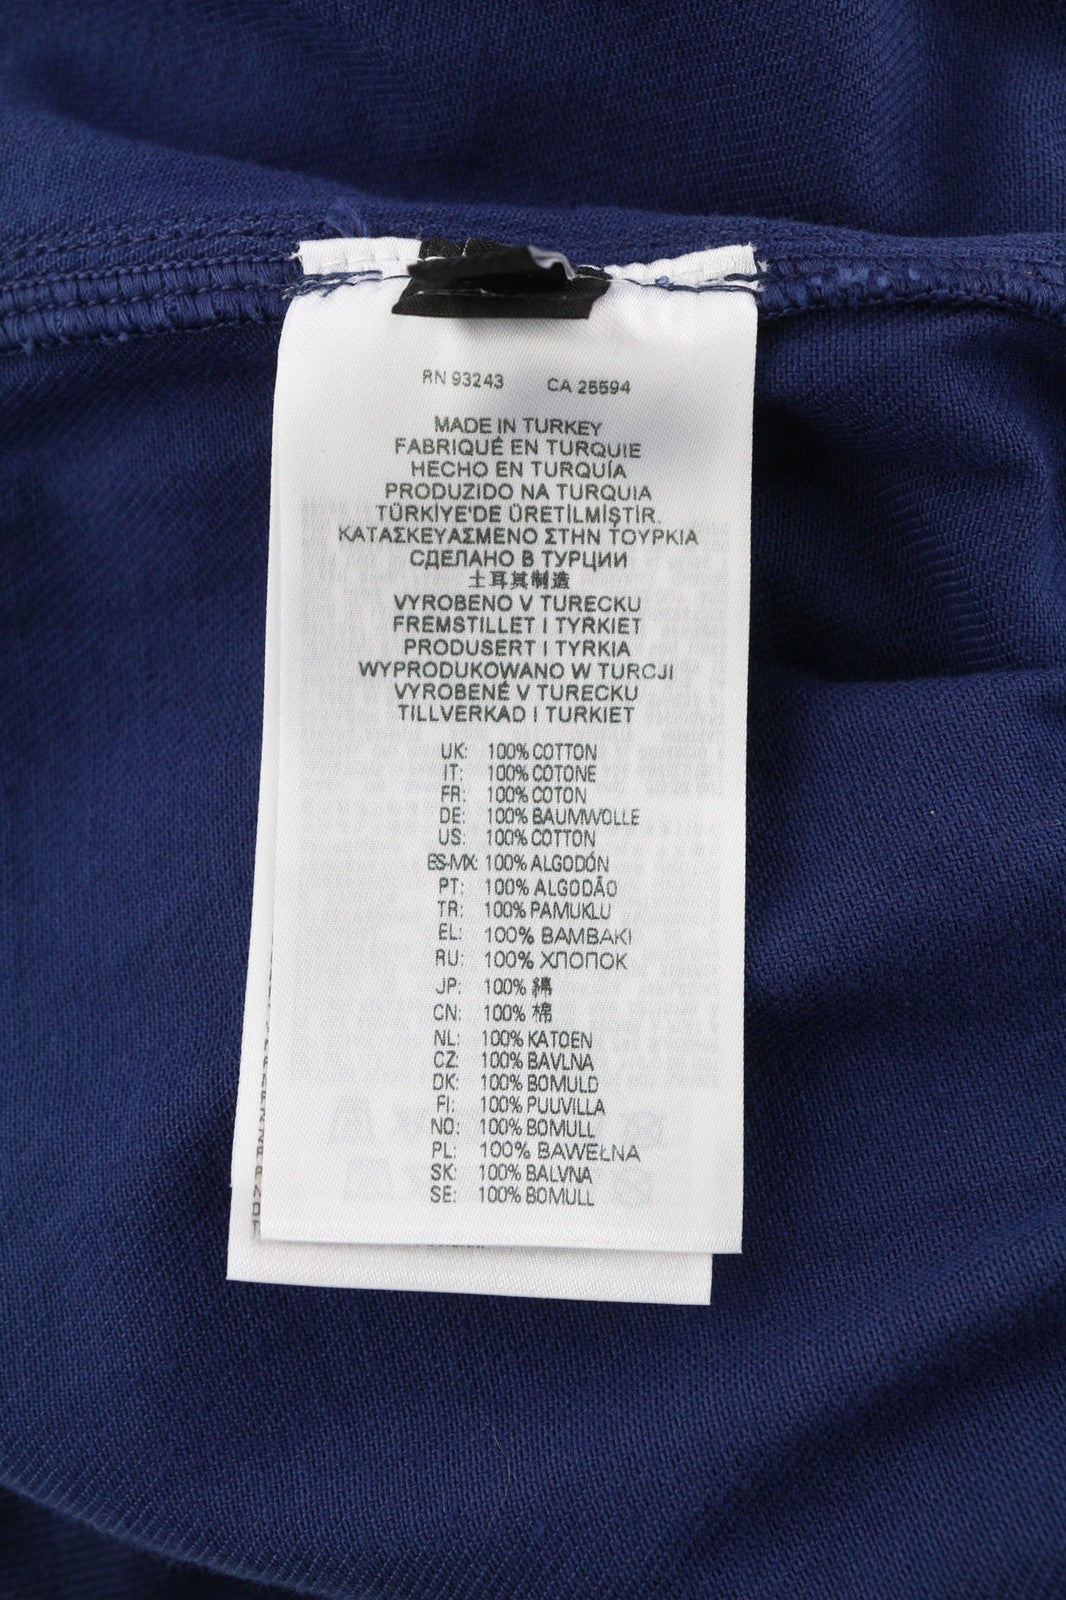 RN 93243 CA 25594
MADE IN TURKEY
FABRIQUÉ EN TURQUIE
HECHO EN TURQUÍA
PRODUZIDO NA TURQUIA
TÜRKİYE'DE ÜRETİLMİŞTİR.
ΚΑΤΑΣΚΕΥΑΣΜΕΝΟ ΣΤΗΝ ΤΟΥΡΚΙΑ
СДЕЛАНО В ТУРЦИИ
土耳其制造
VYROBENO V TURECKU
FREMSTILLET I TYRKIET
PRODUSERT I TYRKIA
WYPRODUKOWANO W TURCJI
VYROBENÉ V TURECKU
TILLVERKAD I TURKIET
UK: 100% COTTON
IT: 100% COTONE
FR: 100% COTON
DE: 100% BAUMWOLLE
US: 100% COTTON
ES-MX: 100% ALGODÓN
PT: 100% ALGODÃO
TR: 100% PAMUKLU
EL: 100% ΒΑΜΒΑΚΙ
RU: 100% ХЛОПОК
JP: 100% 綿
CN: 100% 棉
NL: 100% KATOEN
CZ: 100% BAVLNA
DK: 100% BOMULD
FI: 100% PUUVILLA
NO: 100% BOMULL
PL: 100% BAWEŁNA
SK: 100% BALVNA
SE: 100% BOMULL